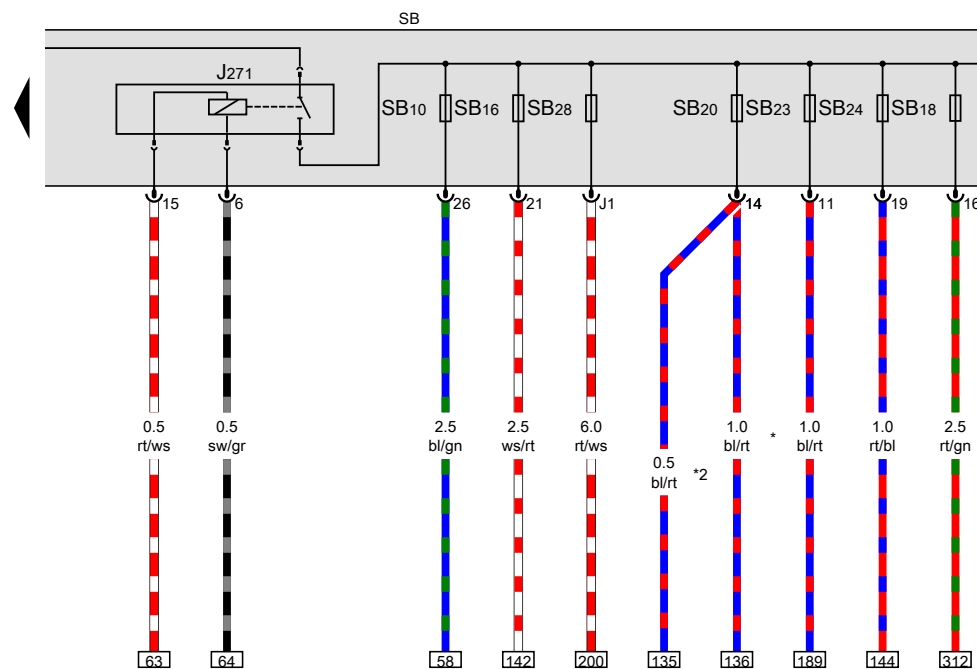 SB
J271
SB10 SB16 SB28 SB20 SB23 SB24 SB18
15 6 26 21 J1 14 11 19 16
0.5 0.5 2.5 2.5 6.0 1.0 * 1.0 1.0 2.5
rt/ws sw/gr bl/gn ws/rt rt/ws bl/rt bl/rt rt/bl rt/gn
0.5 *2
bl/rt
63 64 58 142 200 135 136 189 144 312